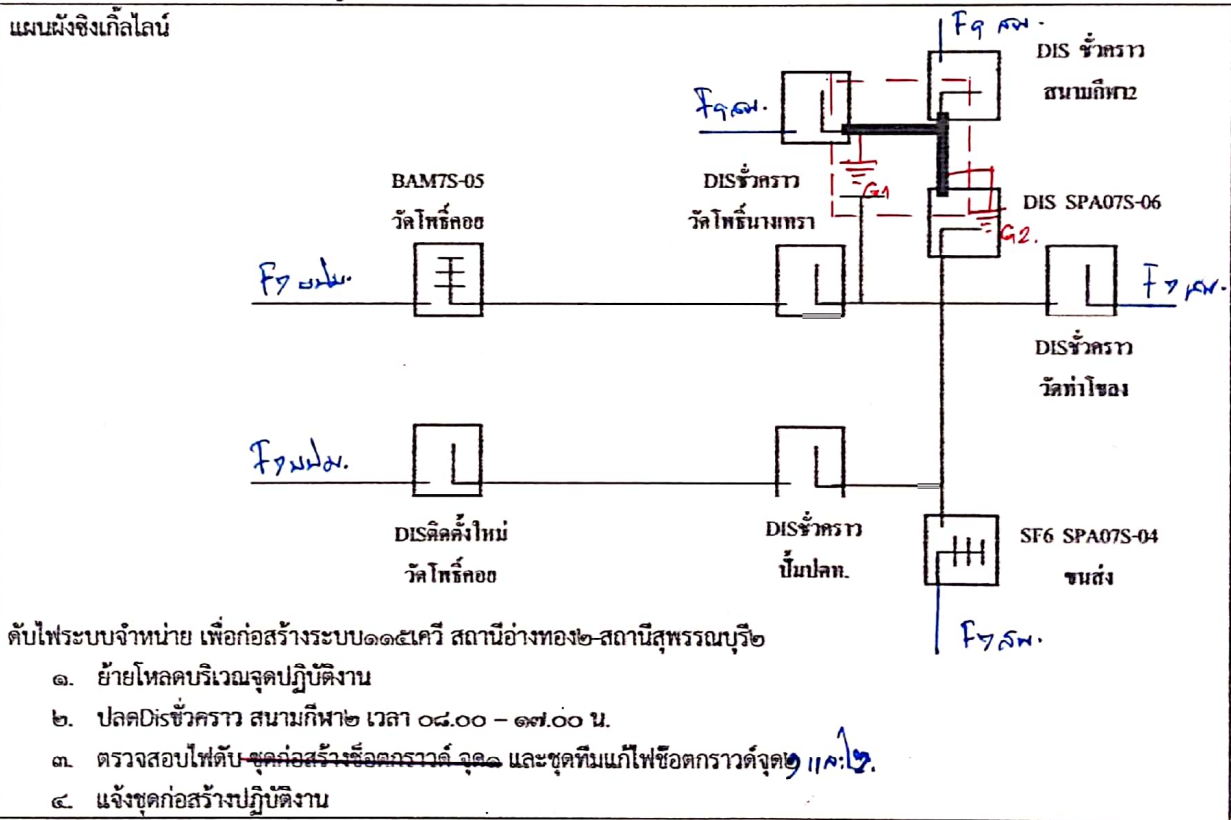 แผนผังซิงเกิ้ลไลน์
F9 สพ.
DIS ชั่วคราว
สนามกีฬา2
F9 สพ.
BAM7S-05
วัดโพธิ์คอย
DISชั่วคราว
วัดโพธิ์นางเทรา
G1
DIS SPA07S-06
G2.
F7
F7
DISชั่วคราว
วัดท่าโขลง
F7
DISติดตั้งใหม่
วัดโพธิ์คอย
DISชั่วคราว
ปั๊มปตท.
SF6 SPA07S-04
ขนส่ง
F7 สพ.
ดับไฟระบบจำหน่าย เพื่อก่อสร้างระบบ๑๑๕เควี สถานีอ่างทอง๒-สถานีสุพรรณบุรี๒
๑. ย้ายโหลดบริเวณจุดปฏิบัติงาน
๒. ปลดDisชั่วคราว สนามกีฬา๒ เวลา ๐๘.๐๐ – ๑๗.๐๐ น.
๓. ตรวจสอบไฟดับ ชุดก่อสร้างช็อตกราวด์ จุด๑ และชุดทีมแก้ไฟช็อตกราวด์จุด๑ และ๒.
๔. แจ้งชุดก่อสร้างปฏิบัติงาน